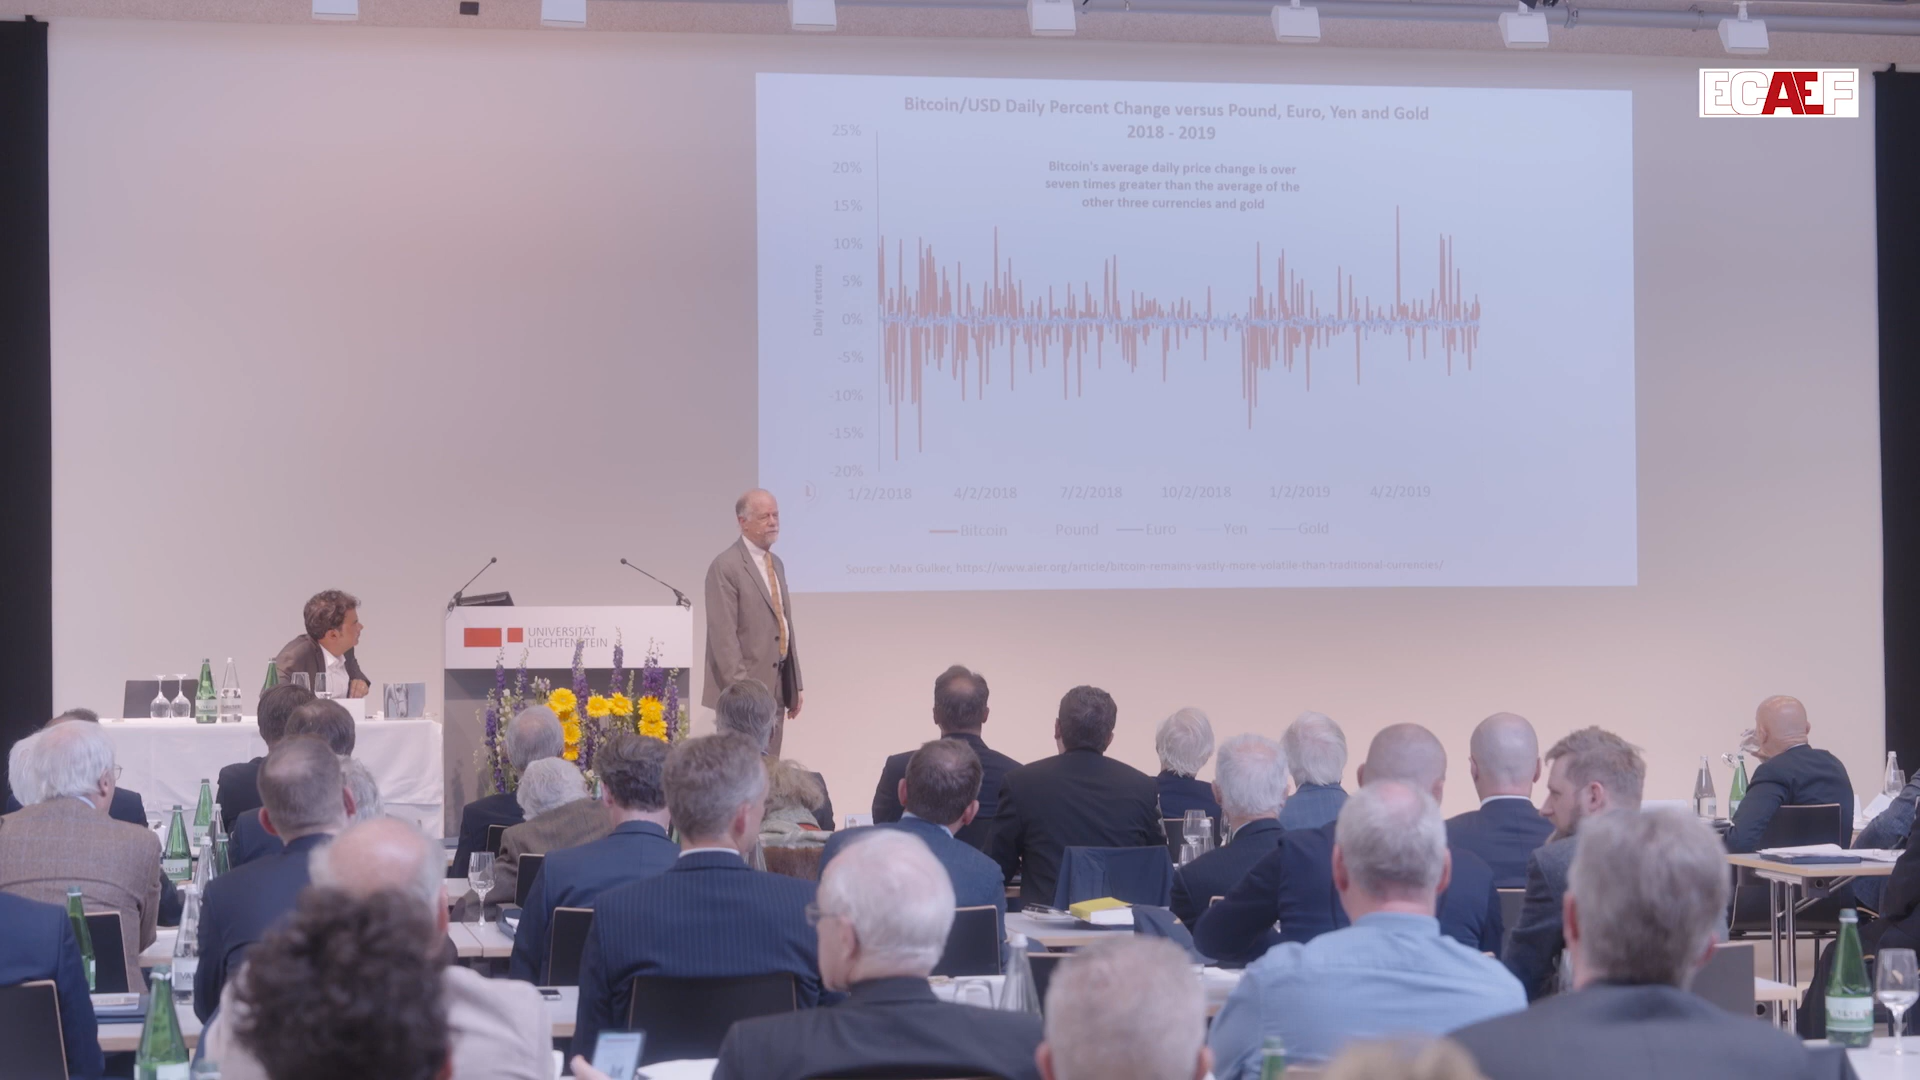 ECAEF
Bitcoin/USD Daily Percent Change versus Pound, Euro, Yen and Gold
2018 - 2019
25%
20%
Bitcoin's average daily price change is over
seven times greater than the average of the
other three currencies and gold
15%
10%
5%
0%
-5%
-10%
-15%
-20%
Daily returns
1/2/2018 4/2/2018 7/2/2018 10/2/2018 1/2/2019 4/2/2019
Bitcoin Pound Euro Yen Gold
Source: Max Gulker, https://www.aier.org/article/bitcoin-remains-vastly-more-volatile-than-traditional-currencies/
UNIVERSITÄT
LIECHTENSTEIN